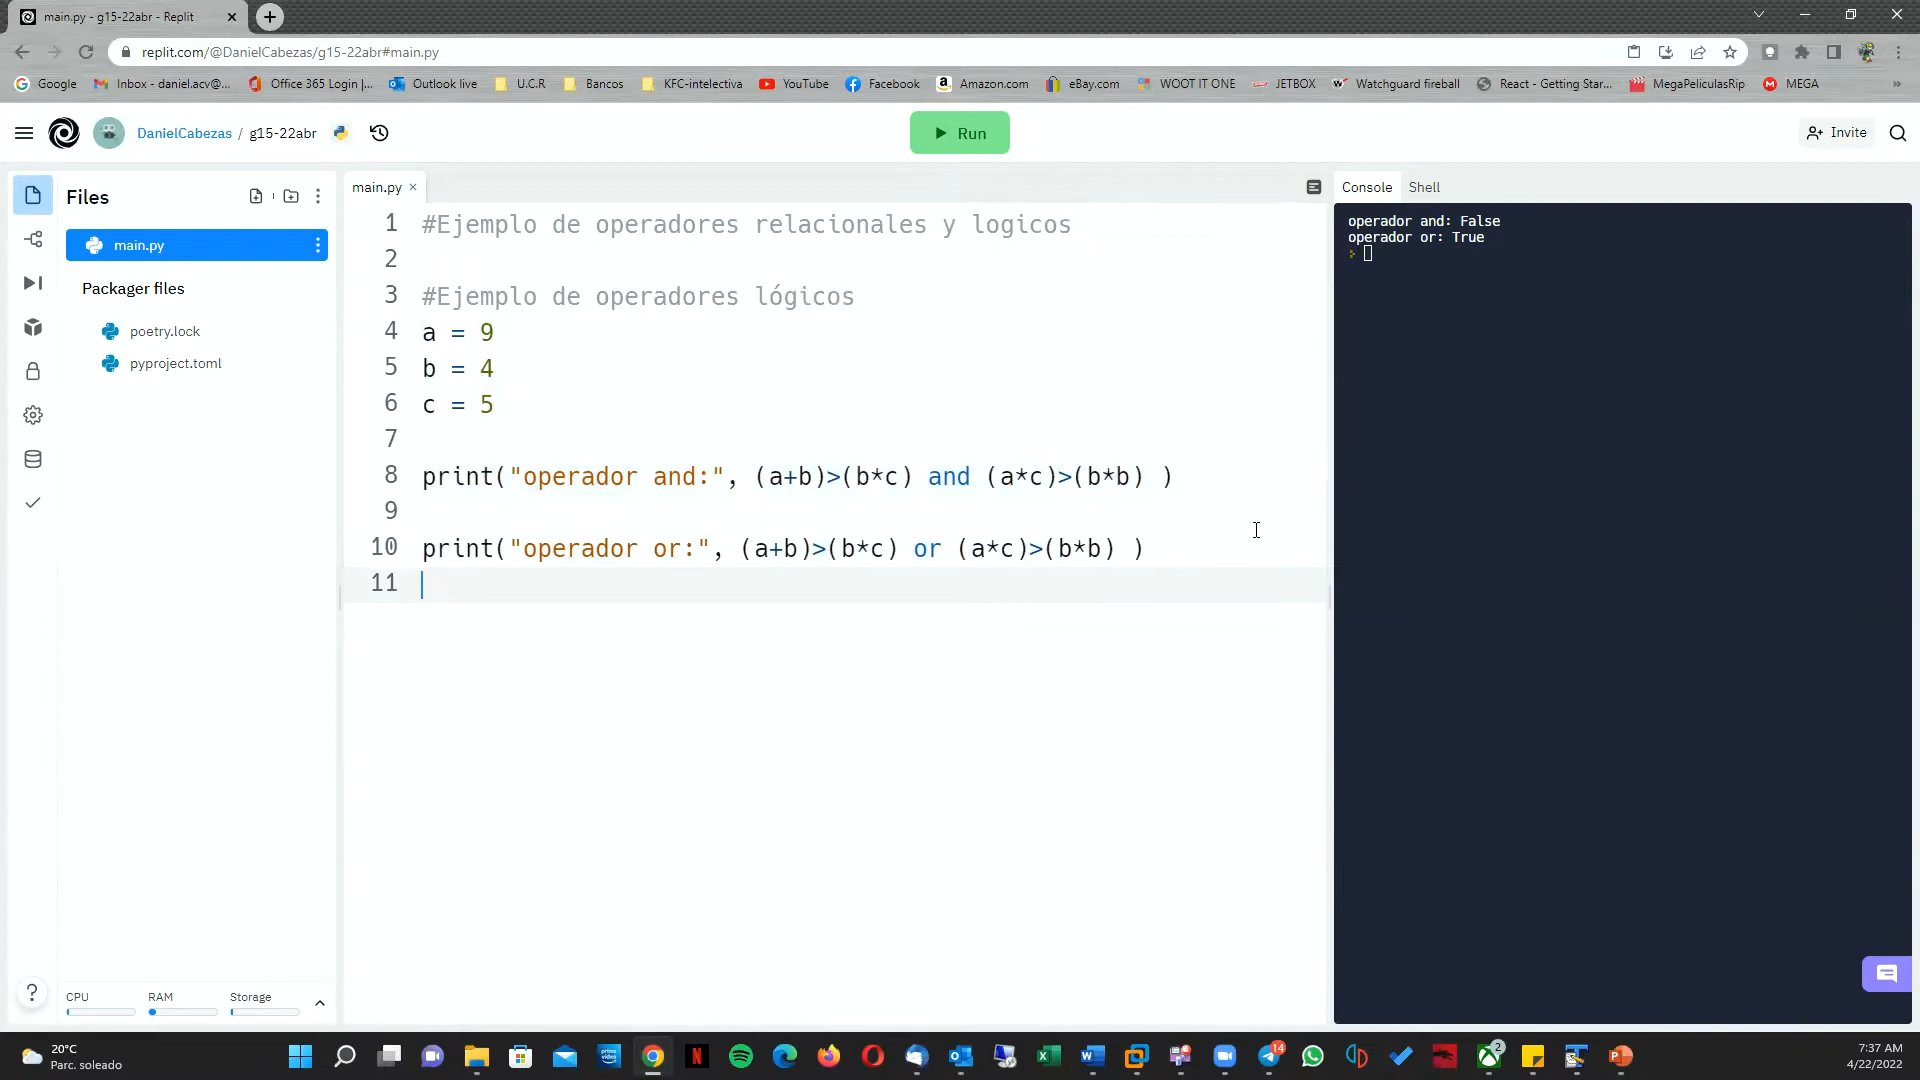 main.py - g15-22abr - Replit
replit.com/@DanielCabezas/g15-22abr#main.py
Google
Inbox - daniel.acv@...
Office 365 Login |...
Outlook live
U.C.R
Bancos
KFC-intelectiva
YouTube
Facebook
Amazon.com
eBay.com
WOOT IT ONE
JETBOX
Watchguard fireball
React - Getting Star...
MegaPeliculasRip
MEGA
»
DanielCabezas / g15-22abr
Run
Invite
Files
main.py
Packager files
poetry.lock
pyproject.toml
CPU
RAM
Storage
main.py
1 #Ejemplo de operadores relacionales y logicos
2
3 #Ejemplo de operadores lógicos
4 a = 9
5 b = 4
6 c = 5
7
8 print("operador and:", (a+b)>(b*c) and (a*c)>(b*b) )
9
10 print("operador or:", (a+b)>(b*c) or (a*c)>(b*b) )
11
Console
Shell
operador and: False
operador or: True
20°C
Parc. soleado
14
2
7:37 AM
4/22/2022